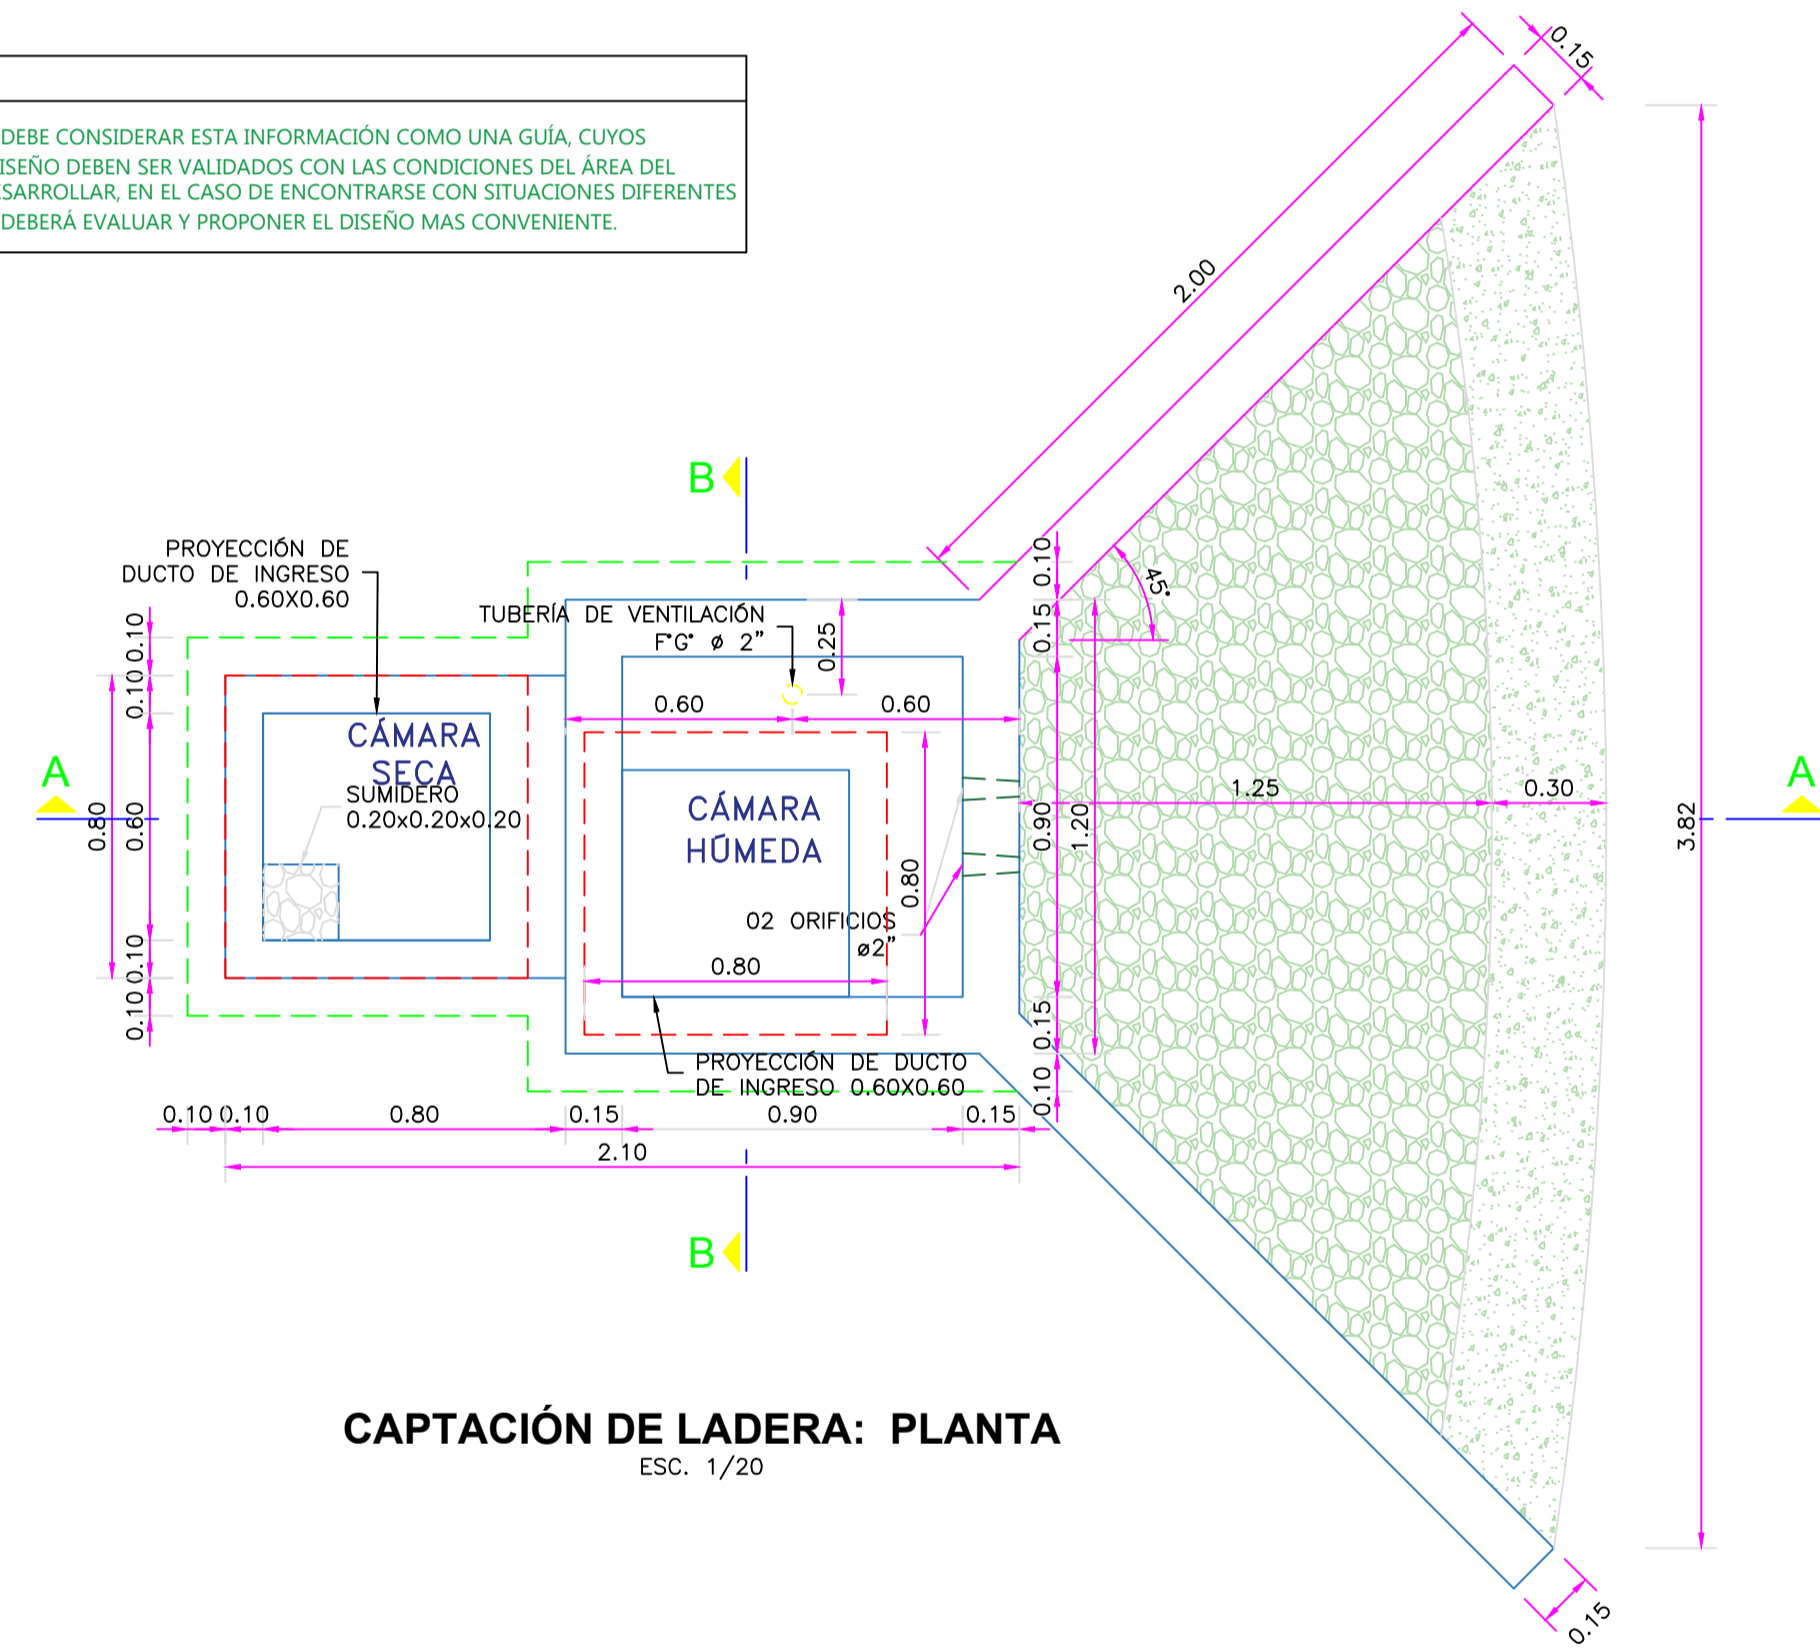 DEBE CONSIDERAR ESTA INFORMACIÓN COMO UNA GUÍA, CUYOS
ISEÑO DEBEN SER VALIDADOS CON LAS CONDICIONES DEL ÁREA DEL
ESARROLLAR, EN EL CASO DE ENCONTRARSE CON SITUACIONES DIFERENTES
DEBERÁ EVALUAR Y PROPONER EL DISEÑO MAS CONVENIENTE.
0.15
2.00
B
PROYECCIÓN DE
DUCTO DE INGRESO
0.60X0.60
TUBERÍA DE VENTILACIÓN
F°G° ø 2"
0.25
0.10
0.15
45°
0.10
0.10
0.60
0.60
CÁMARA
SECA
SUMIDERO
0.20x0.20x0.20
A
A
0.80
0.60
CÁMARA
HÚMEDA
0.80
0.90
1.20
1.25
0.30
3.82
02 ORIFICIOS
ø2"
0.80
0.10
0.10
0.15
0.10
PROYECCIÓN DE DUCTO
DE INGRESO 0.60X0.60
0.10 0.10 0.80 0.15 0.90 0.15
2.10
B
CAPTACIÓN DE LADERA: PLANTA
ESC. 1/20
0.15